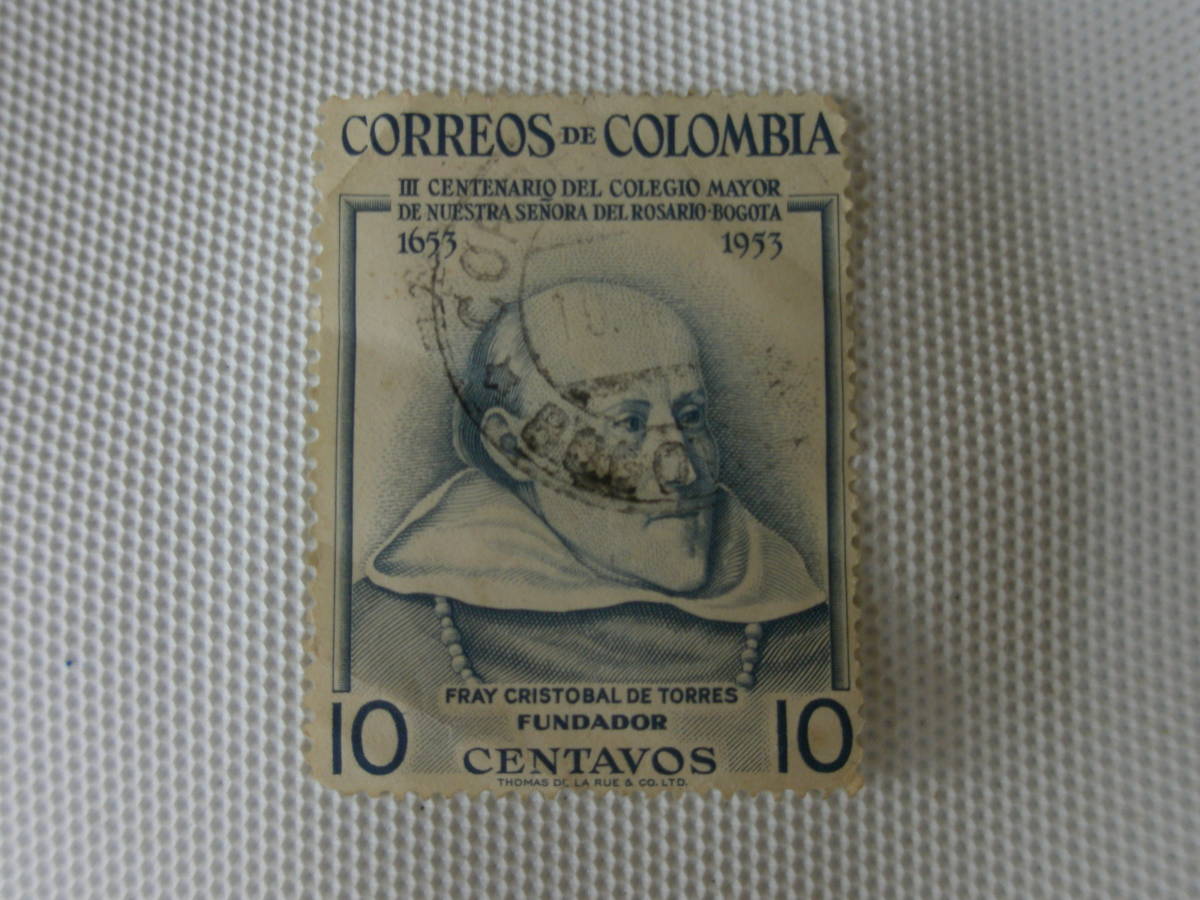 CORREOS DE COLOMBIA
III CENTENARIO DEL COLEGIO MAYOR
DE NUESTRA SEÑORA DEL ROSARIO-BOGOTA
1653 1953
FRAY CRISTOBAL DE TORRES
FUNDADOR
10 CENTAVOS 10
THOMAS DE LA RUE & CO. LTD.